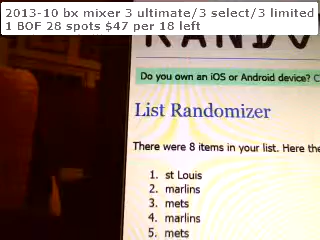 2013-10 bx mixer 3 ultimate/3 select/3 limited
1 BOF 28 spots $47 per 18 left
Do you own an iOS or Android device?
List Randomizer
There were 8 items in your list. Here the
1. st Louis
2. marlins
3. mets
4. marlins
5. mets